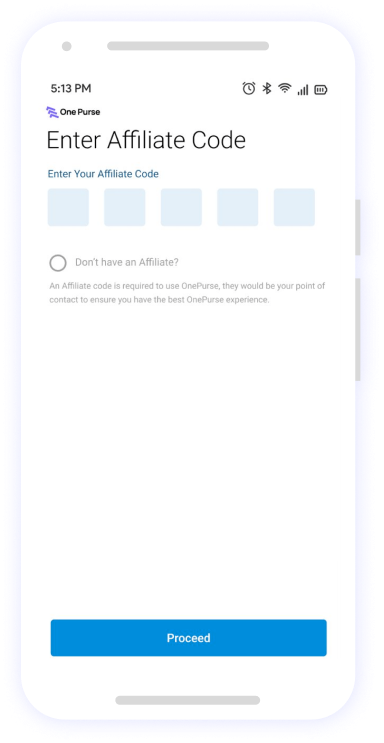 5:13 PM
One Purse
Enter Affiliate Code
Enter Your Affiliate Code
Don't have an Affiliate?
An Affiliate code is required to use OnePurse, they would be your point of
contact to ensure you have the best OnePurse experience.
Proceed